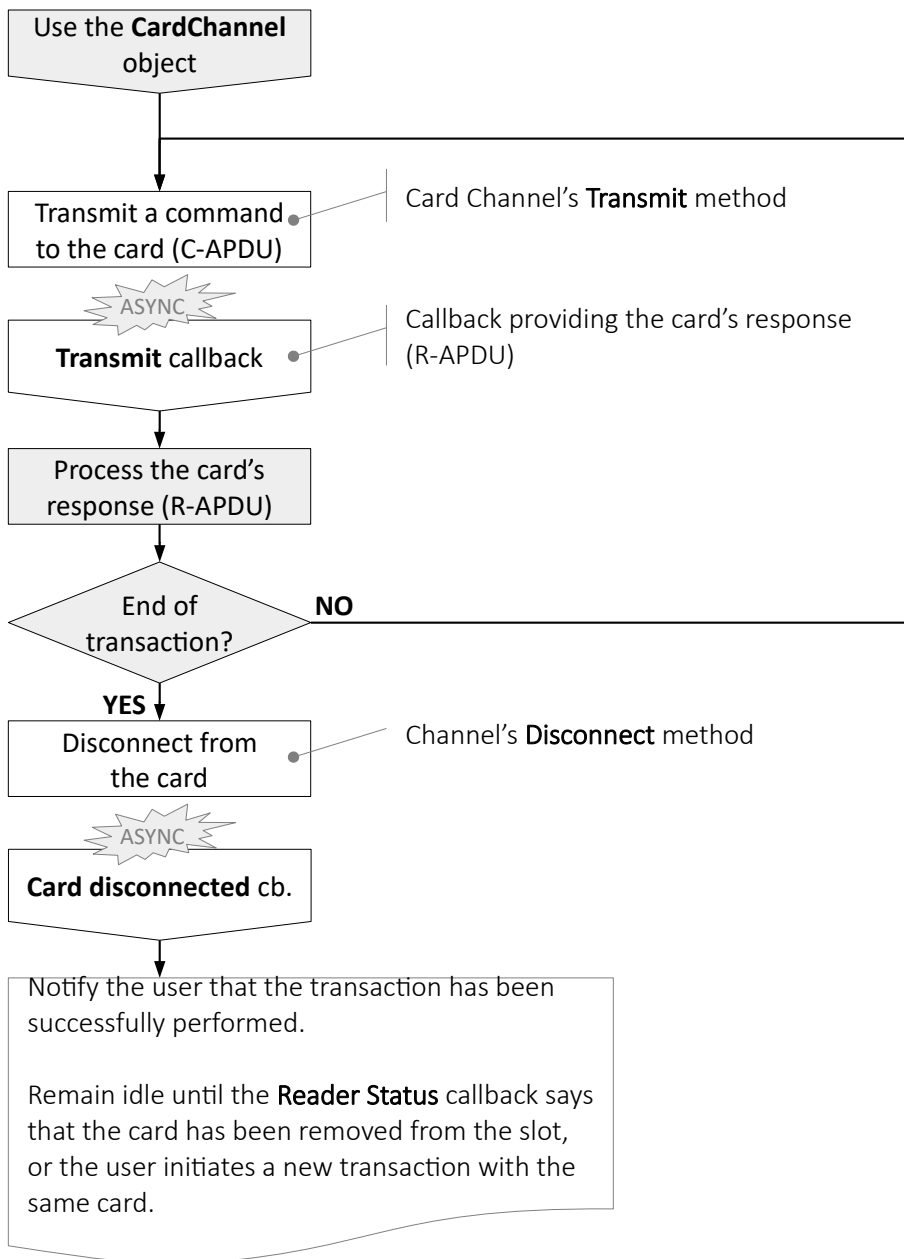 Use the CardChannel
object
Transmit a command
to the card (C-APDU)
Card Channel's Transmit method
ASYNC
Transmit callback
Callback providing the card's response
(R-APDU)
Process the card's
response (R-APDU)
End of
transaction?
NO
YES
Disconnect from
the card
Channel's Disconnect method
ASYNC
Card disconnected cb.
Notify the user that the transaction has been
successfully performed.
Remain idle until the Reader Status callback says
that the card has been removed from the slot,
or the user initiates a new transaction with the
same card.